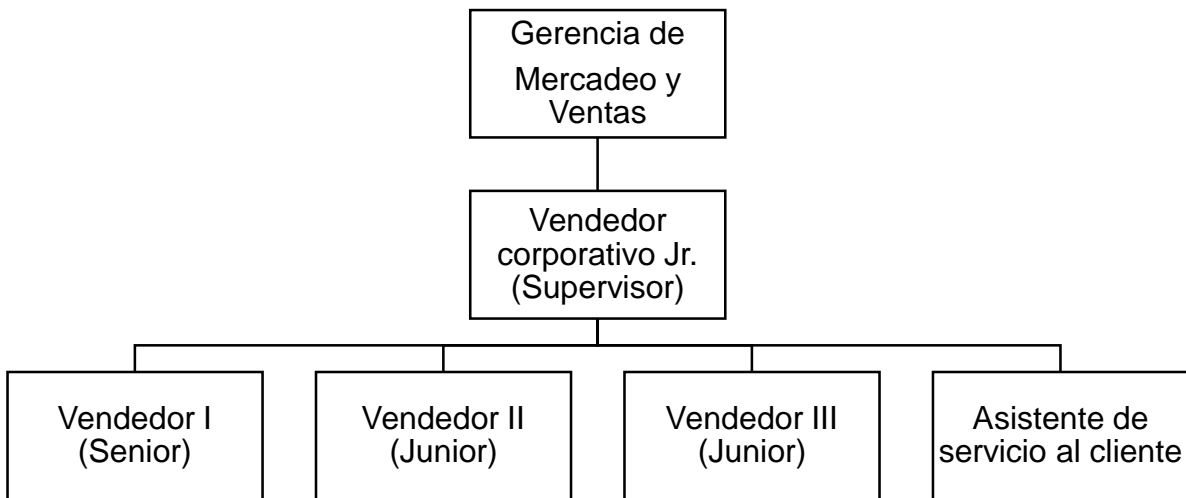 Gerencia de
Mercadeo y
Ventas
Vendedor
corporativo Jr.
(Supervisor)
Vendedor I
(Senior)
Vendedor II
(Junior)
Vendedor III
(Junior)
Asistente de
servicio al cliente